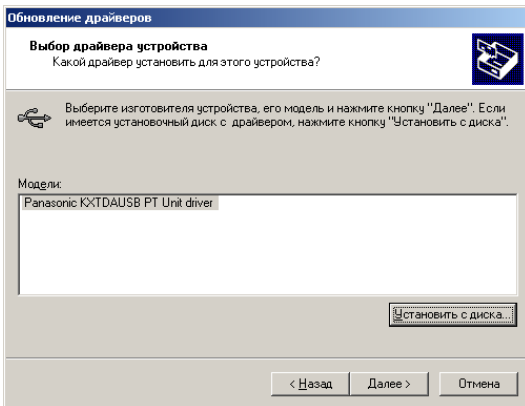 Обновление драйверов
Выбор драйвера устройства
Какой драйвер установить для этого устройства?
Выберите изготовителя устройства, его модель и нажмите кнопку "Далее". Если
имеется установочный диск с драйвером, нажмите кнопку "Установить с диска".
Модели:
Panasonic KXTDAUSB PT Unit driver
Установить с диска...
< Назад Далее > Отмена